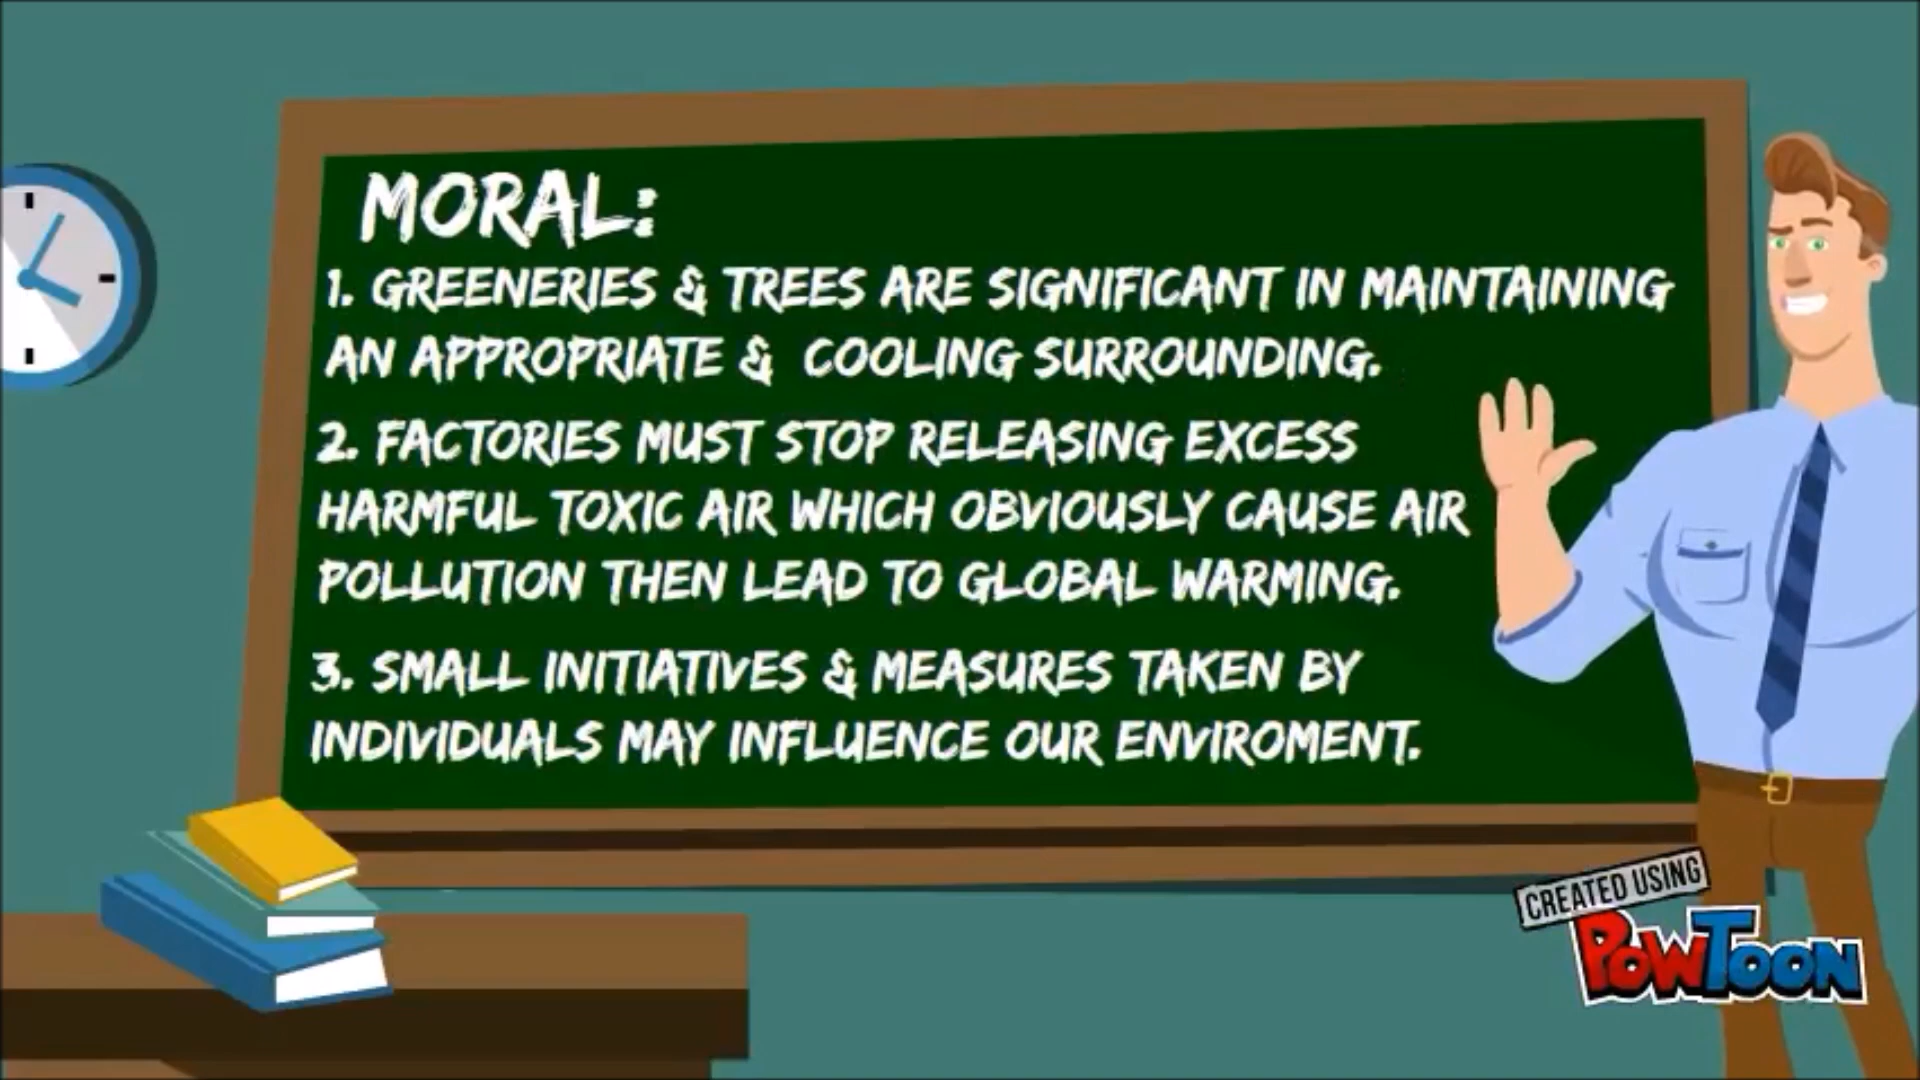 MORAL:
1. GREENERIES & TREES ARE SIGNIFICANT IN MAINTAINING
AN APPROPRIATE & COOLING SURROUNDING.
2. FACTORIES MUST STOP RELEASING EXCESS
HARMFUL TOXIC AIR WHICH OBVIOUSLY CAUSE AIR
POLLUTION THEN LEAD TO GLOBAL WARMING.
3. SMALL INITIATIVES & MEASURES TAKEN BY
INDIVIDUALS MAY INFLUENCE OUR ENVIROMENT.
CREATED USING
POWTOON